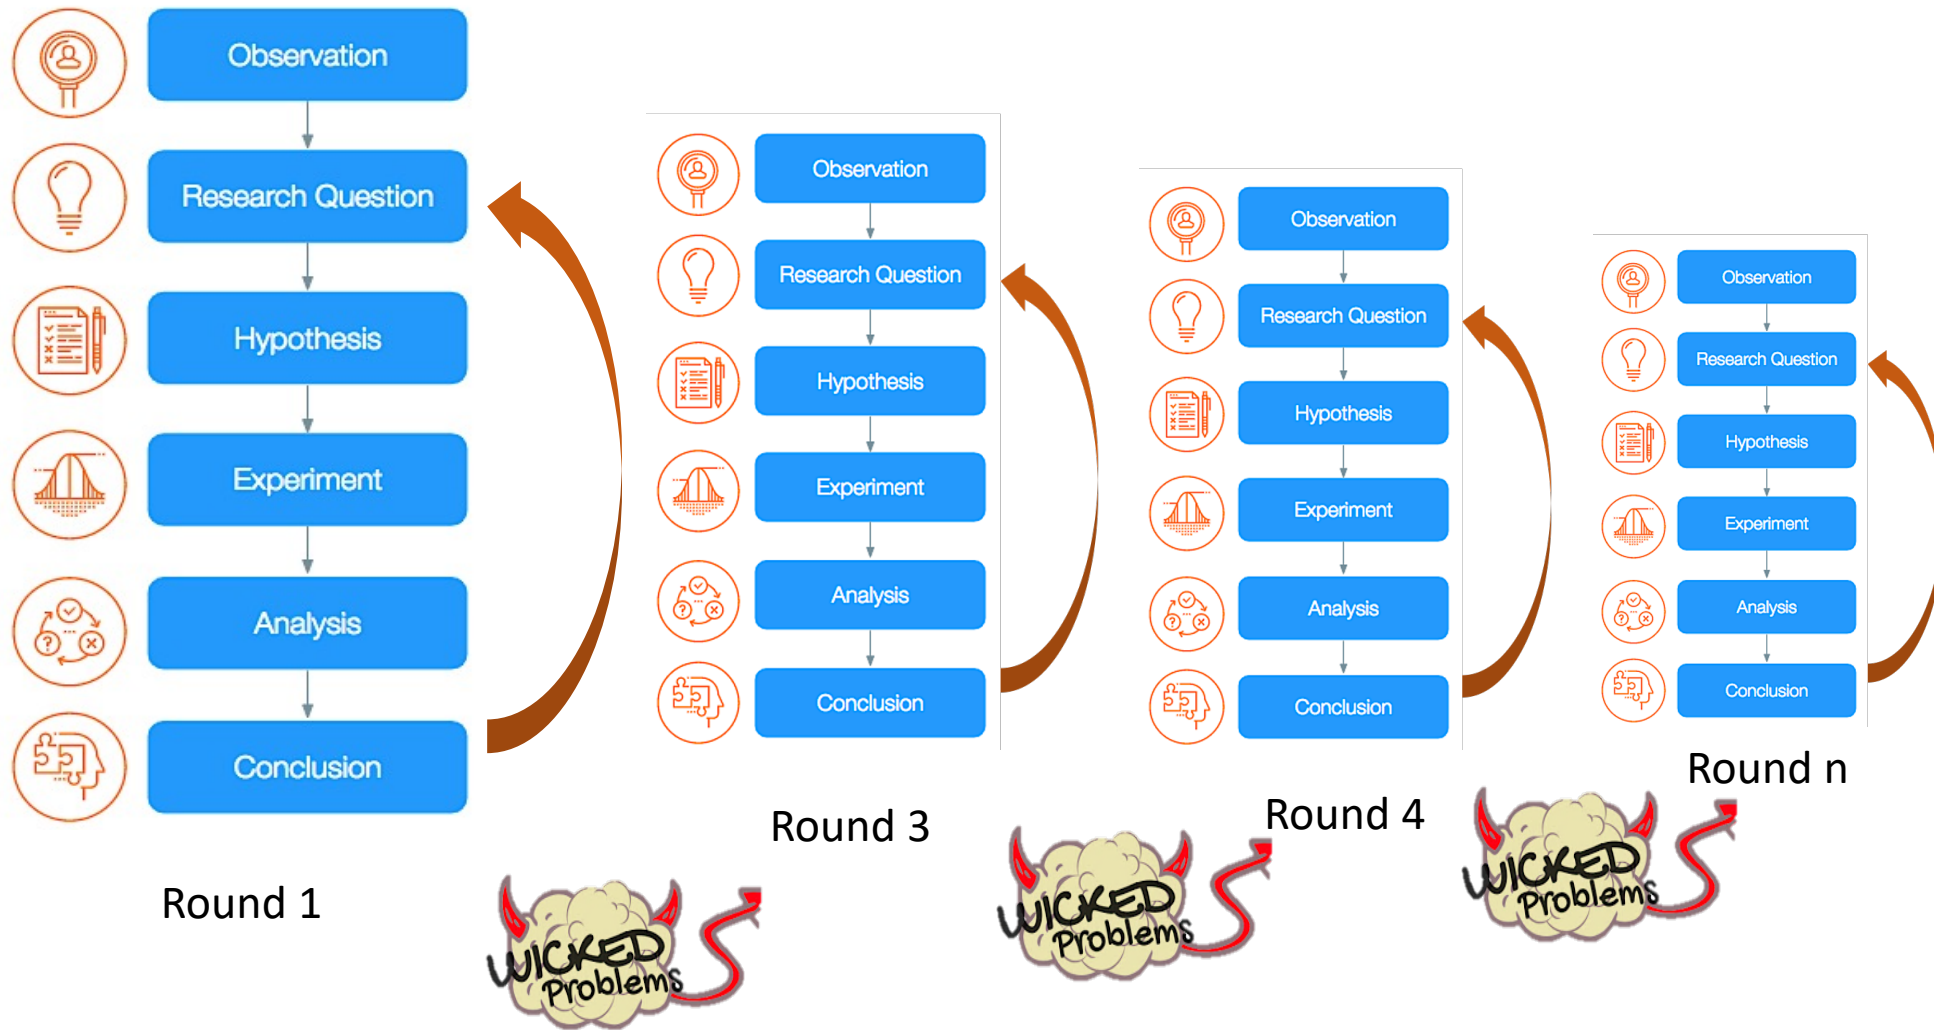 Observation
Research Question
Hypothesis
Experiment
Analysis
Conclusion
Round 1
Observation
Research Question
Hypothesis
Experiment
Analysis
Conclusion
Round 3
Observation
Research Question
Hypothesis
Experiment
Analysis
Conclusion
Round 4
Observation
Research Question
Hypothesis
Experiment
Analysis
Conclusion
Round n
WICKED
Problems
WICKED
Problems
WICKED
Problems